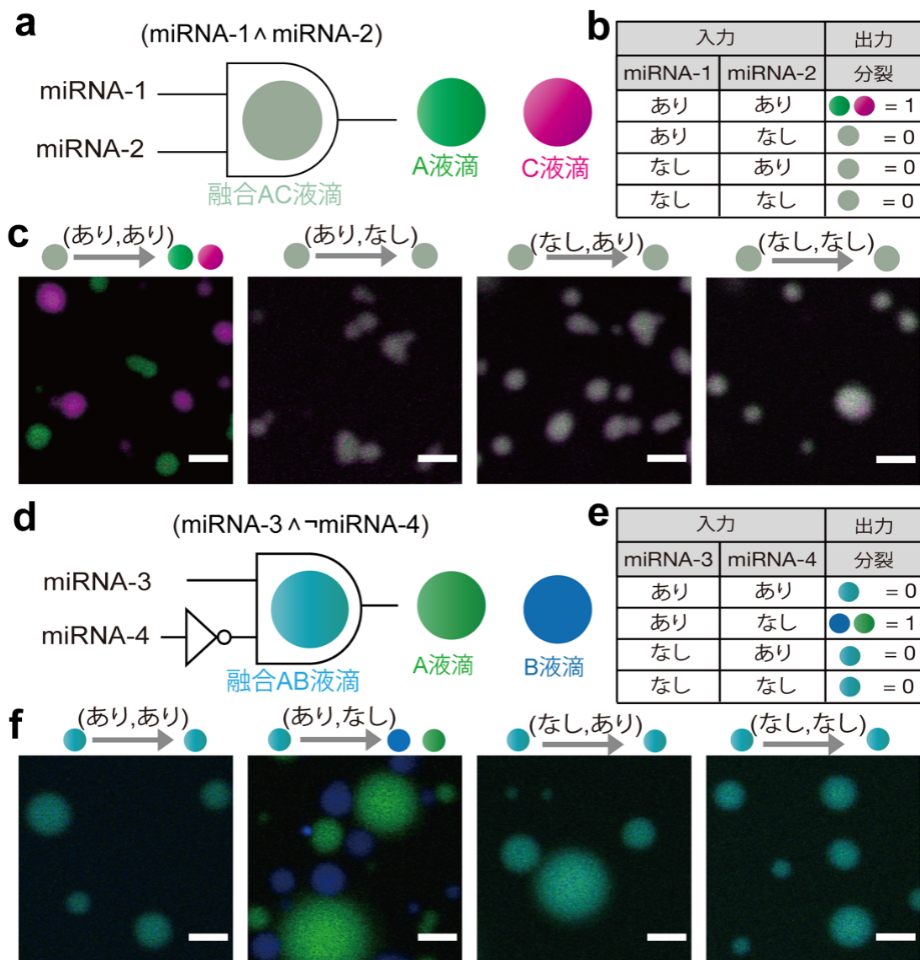 a
(miRNA-1∧miRNA-2)
miRNA-1
miRNA-2
融合AC液滴
A液滴
C液滴
b
入力 出力
miRNA-1 miRNA-2 分裂
あり あり = 1
あり なし = 0
なし あり = 0
なし なし = 0
c
(あり,あり)
(あり,なし)
(なし,あり)
(なし,なし)
d
(miRNA-3∧¬miRNA-4)
miRNA-3
miRNA-4
融合AB液滴
A液滴
B液滴
e
入力 出力
miRNA-3 miRNA-4 分裂
あり あり = 0
あり なし = 1
なし あり = 0
なし なし = 0
f
(あり,あり)
(あり,なし)
(なし,あり)
(なし,なし)